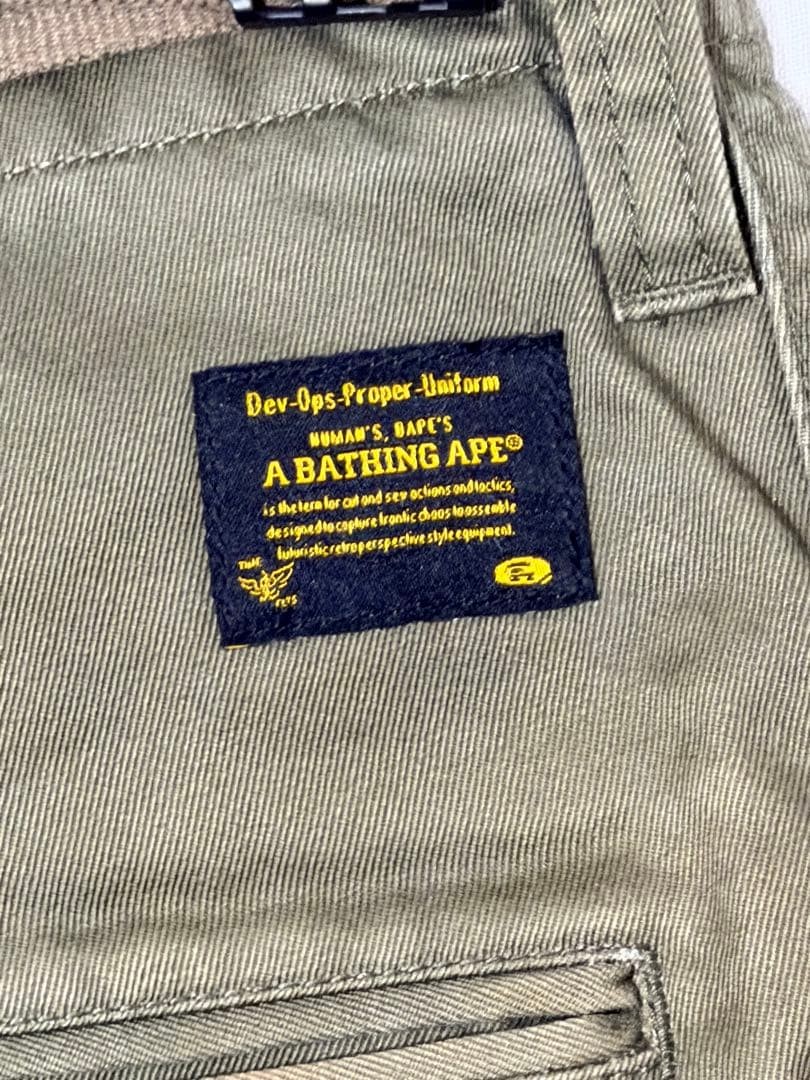 Dev-Ops-Proper-Uniform
NUMAN'S, BAPE'S
A BATHING APE®
is the term for cut and sew actions and tactics,
designed to capture frantic chaos to assemble
futuristic retro perspective style equipment.